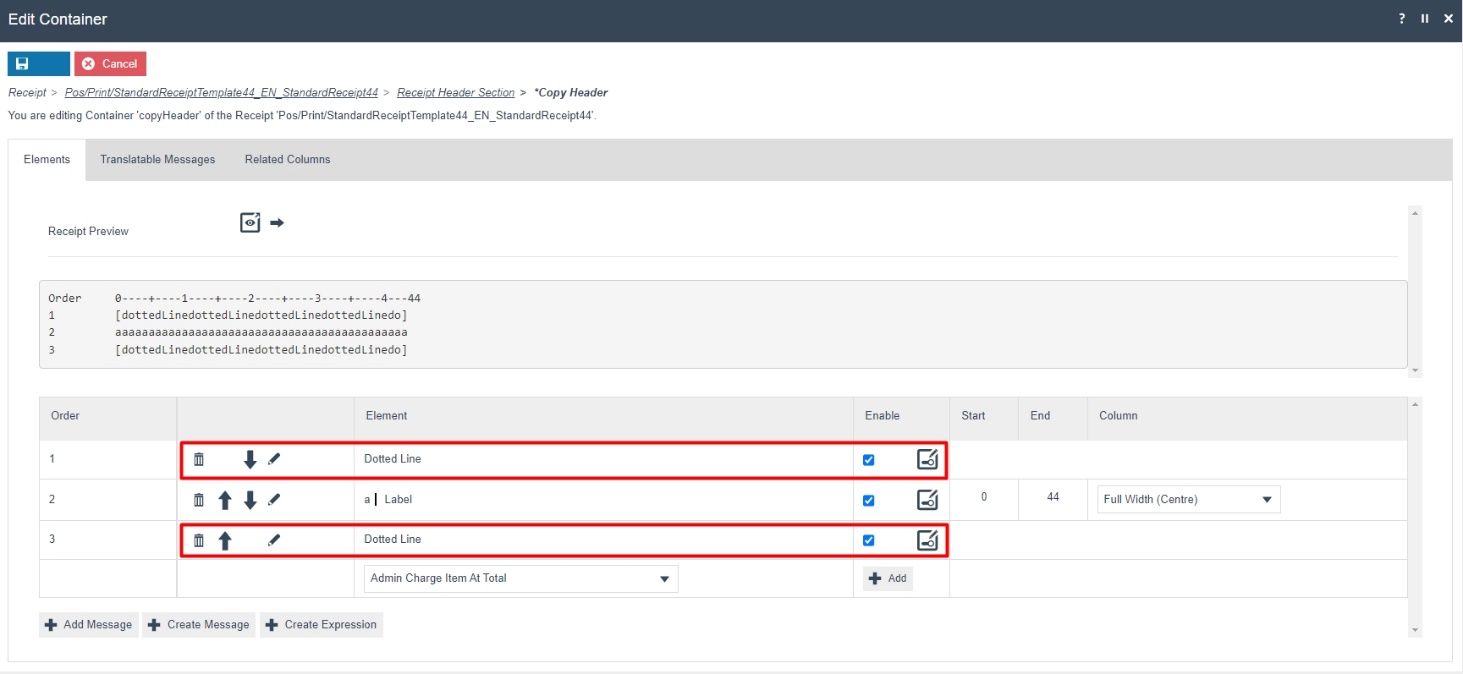 Edit Container
?
Cancel
Receipt > Pos/Print/StandardReceiptTemplate44_EN_StandardReceipt44 > Receipt Header Section > *Copy Header
You are editing Container 'copyHeader' of the Receipt 'Pos/Print/StandardReceiptTemplate44_EN_StandardReceipt44'.
Elements Translatable Messages Related Columns
Receipt Preview
Order 0----+----1----+----2----+----3----+----4---44
1 [dottedLinedottedLinedottedLinedottedLinedo]
2 aaaaaaaaaaaaaaaaaaaaaaaaaaaaaaaaaaaaaaaaaaaa
3 [dottedLinedottedLinedottedLinedottedLinedo]
Order Element Enable Start End Column
1 Dotted Line
2 a | Label 0 44 Full Width (Centre)
3 Dotted Line
Admin Charge Item At Total Add
Add Message Create Message Create Expression